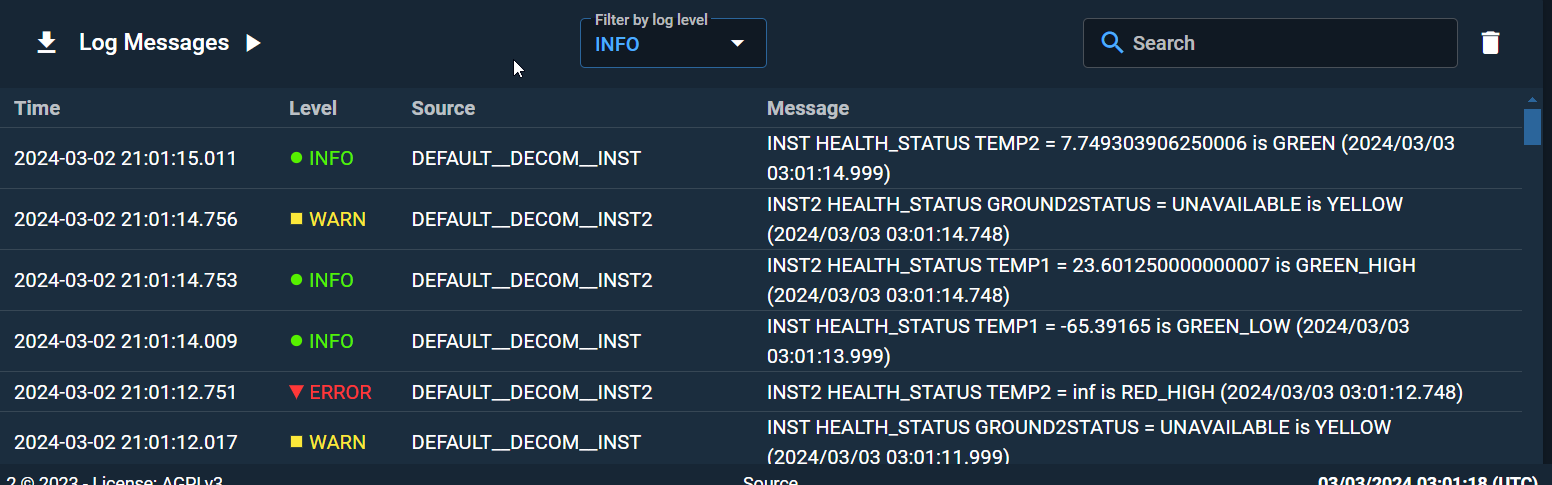 Log Messages
Filter by log level
INFO
Search
Time Level Source Message
2024-03-02 21:01:15.011 INFO DEFAULT__DECOM__INST INST HEALTH_STATUS TEMP2 = 7.749303906250006 is GREEN (2024/03/03
03:01:14.999)
2024-03-02 21:01:14.756 WARN DEFAULT__DECOM__INST2 INST2 HEALTH_STATUS GROUND2STATUS = UNAVAILABLE is YELLOW
(2024/03/03 03:01:14.748)
2024-03-02 21:01:14.753 INFO DEFAULT__DECOM__INST2 INST2 HEALTH_STATUS TEMP1 = 23.601250000000007 is GREEN_HIGH
(2024/03/03 03:01:14.748)
2024-03-02 21:01:14.009 INFO DEFAULT__DECOM__INST INST HEALTH_STATUS TEMP1 = -65.39165 is GREEN_LOW (2024/03/03
03:01:13.999)
2024-03-02 21:01:12.751 ERROR DEFAULT__DECOM__INST2 INST2 HEALTH_STATUS TEMP2 = inf is RED_HIGH (2024/03/03 03:01:12.748)
2024-03-02 21:01:12.017 WARN DEFAULT__DECOM__INST INST HEALTH_STATUS GROUND2STATUS = UNAVAILABLE is YELLOW
(2024/03/03 03:01:11.999)
2 © 2023 - License: AGPLv3 Source 03/03/2024 03:01:18 (UTC)